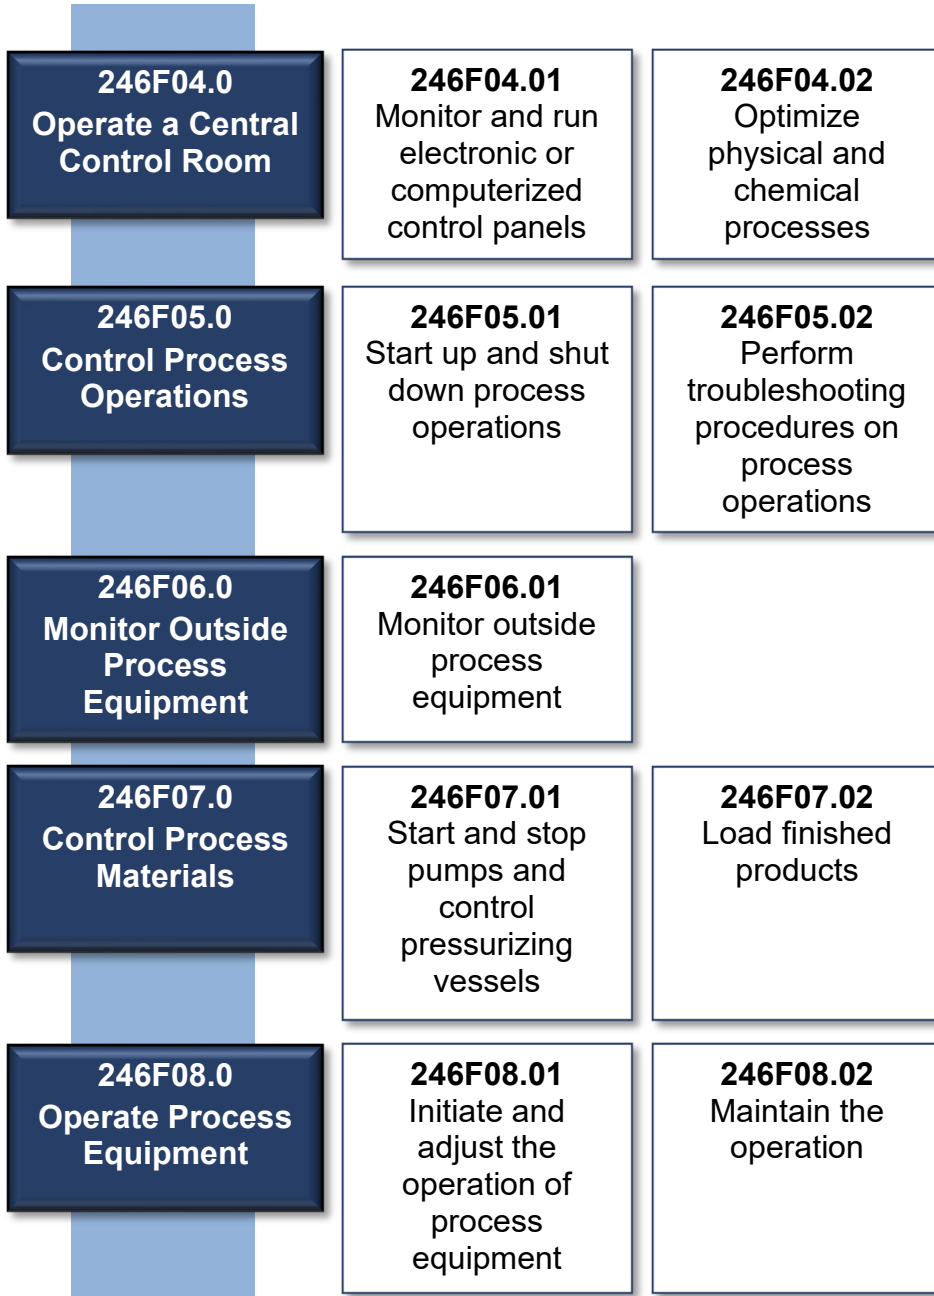 246F04.0
Operate a Central
Control Room
246F04.01
Monitor and run
electronic or
computerized
control panels
246F04.02
Optimize
physical and
chemical
processes
246F05.0
Control Process
Operations
246F05.01
Start up and shut
down process
operations
246F05.02
Perform
troubleshooting
procedures on
process
operations
246F06.0
Monitor Outside
Process
Equipment
246F06.01
Monitor outside
process
equipment
246F07.0
Control Process
Materials
246F07.01
Start and stop
pumps and
control
pressurizing
vessels
246F07.02
Load finished
products
246F08.0
Operate Process
Equipment
246F08.01
Initiate and
adjust the
operation of
process
equipment
246F08.02
Maintain the
operation